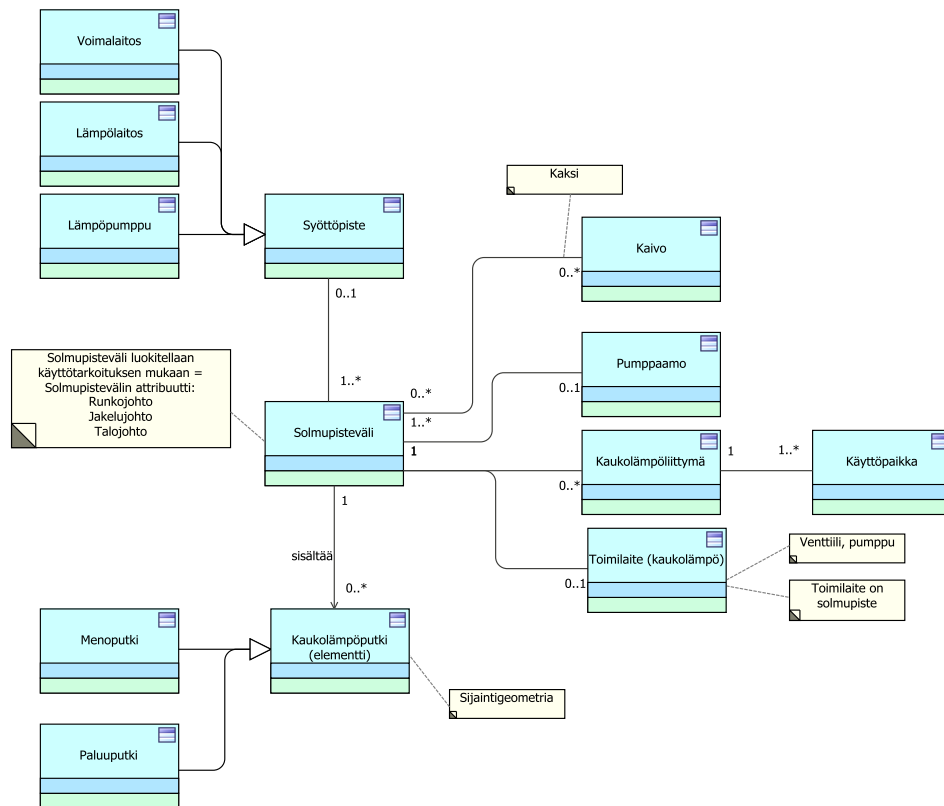 Voimalaitos
Lämpölaitos
Kaksi
Lämpöpumppu
Syöttöpiste
Kaivo
0..*
0..1
Solmupisteväli luokitellaan
käyttötarkoituksen mukaan =
Solmupistevälin attribuutti:
Runkojohto
Jakelujohto
Talojohto
Pumppaamo
0..1
1..*
0..*
1..*
Solmupisteväli
1
Kaukolämpöliittymä
1
1..*
Käyttöpaikka
0..*
1
sisältää
0..*
Toimilaite (kaukolämpö)
0..1
Venttiili, pumppu
Toimilaite on
solmupiste
Menoputki
Kaukolämpöputki
(elementti)
Sijaintigeometria
Paluuputki